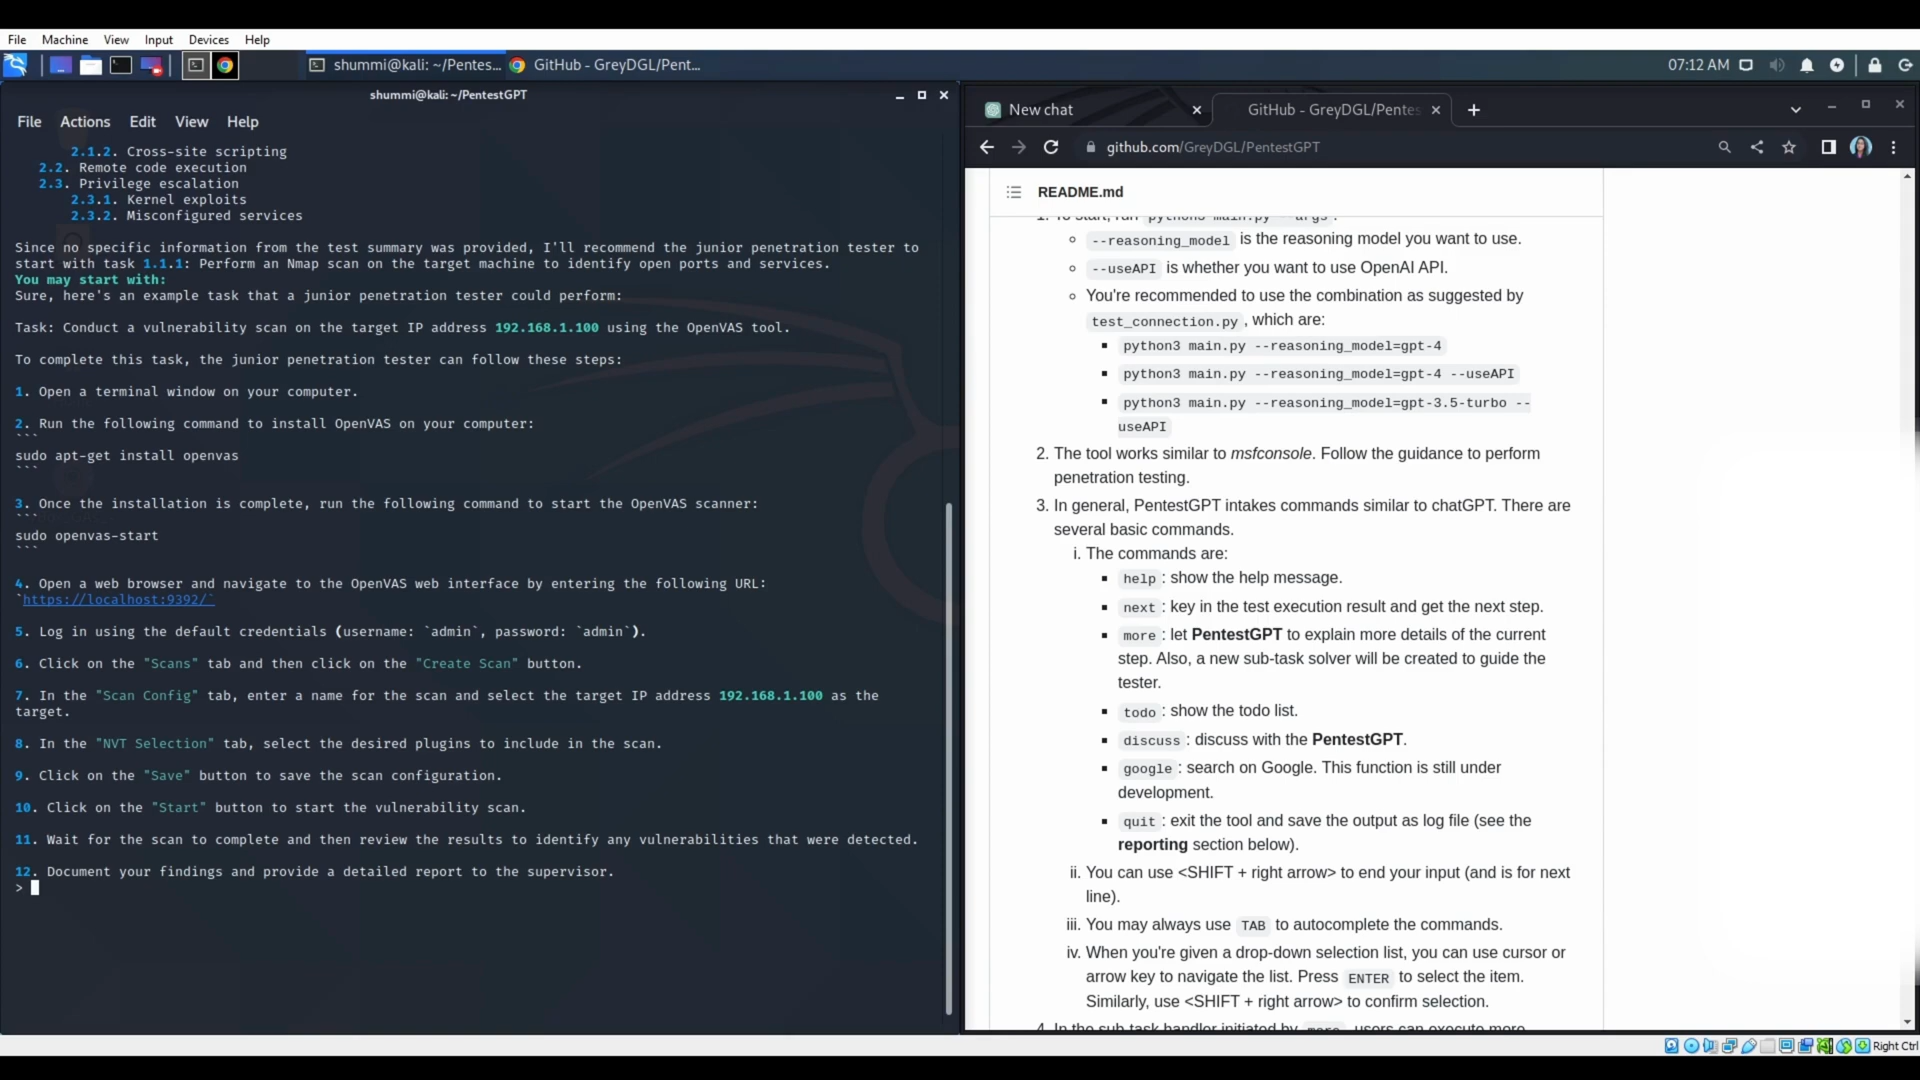 File Machine View Input Devices Help
shummi@kali: ~/Pentes... GitHub - GreyDGL/Pent... 07:12 AM
shummi@kali: ~/PentestGPT
File Actions Edit View Help
2.1.2. Cross-site scripting
2.2. Remote code execution
2.3. Privilege escalation
2.3.1. Kernel exploits
2.3.2. Misconfigured services
Since no specific information from the test summary was provided, I'll recommend the junior penetration tester to
start with task 1.1.1: Perform an Nmap scan on the target machine to identify open ports and services.
You may start with:
Sure, here's an example task that a junior penetration tester could perform:
Task: Conduct a vulnerability scan on the target IP address 192.168.1.100 using the OpenVAS tool.
To complete this task, the junior penetration tester can follow these steps:
1. Open a terminal window on your computer.
2. Run the following command to install OpenVAS on your computer:
```
sudo apt-get install openvas
```
3. Once the installation is complete, run the following command to start the OpenVAS scanner:
```
sudo openvas-start
```
4. Open a web browser and navigate to the OpenVAS web interface by entering the following URL:
`https://localhost:9392/`
5. Log in using the default credentials (username: `admin`, password: `admin`).
6. Click on the "Scans" tab and then click on the "Create Scan" button.
7. In the "Scan Config" tab, enter a name for the scan and select the target IP address 192.168.1.100 as the
target.
8. In the "NVT Selection" tab, select the desired plugins to include in the scan.
9. Click on the "Save" button to save the scan configuration.
10. Click on the "Start" button to start the vulnerability scan.
11. Wait for the scan to complete and then review the results to identify any vulnerabilities that were detected.
12. Document your findings and provide a detailed report to the supervisor.
>
New chat GitHub - GreyDGL/Pentes
github.com/GreyDGL/PentestGPT
README.md
1. To start, run python3 main.py --args.
--reasoning_model is the reasoning model you want to use.
--useAPI is whether you want to use OpenAI API.
You're recommended to use the combination as suggested by
test_connection.py, which are:
python3 main.py --reasoning_model=gpt-4
python3 main.py --reasoning_model=gpt-4 --useAPI
python3 main.py --reasoning_model=gpt-3.5-turbo --
useAPI
2. The tool works similar to msfconsole. Follow the guidance to perform
penetration testing.
3. In general, PentestGPT intakes commands similar to chatGPT. There are
several basic commands.
i. The commands are:
help: show the help message.
next: key in the test execution result and get the next step.
more: let PentestGPT to explain more details of the current
step. Also, a new sub-task solver will be created to guide the
tester.
todo: show the todo list.
discuss: discuss with the PentestGPT.
google: search on Google. This function is still under
development.
quit: exit the tool and save the output as log file (see the
reporting section below).
ii. You can use <SHIFT + right arrow> to end your input (and is for next
line).
iii. You may always use TAB to autocomplete the commands.
iv. When you're given a drop-down selection list, you can use cursor or
arrow key to navigate the list. Press ENTER to select the item.
Similarly, use <SHIFT + right arrow> to confirm selection.
4. In the sub-task handler initiated by more, users can execute more
Right Ctrl